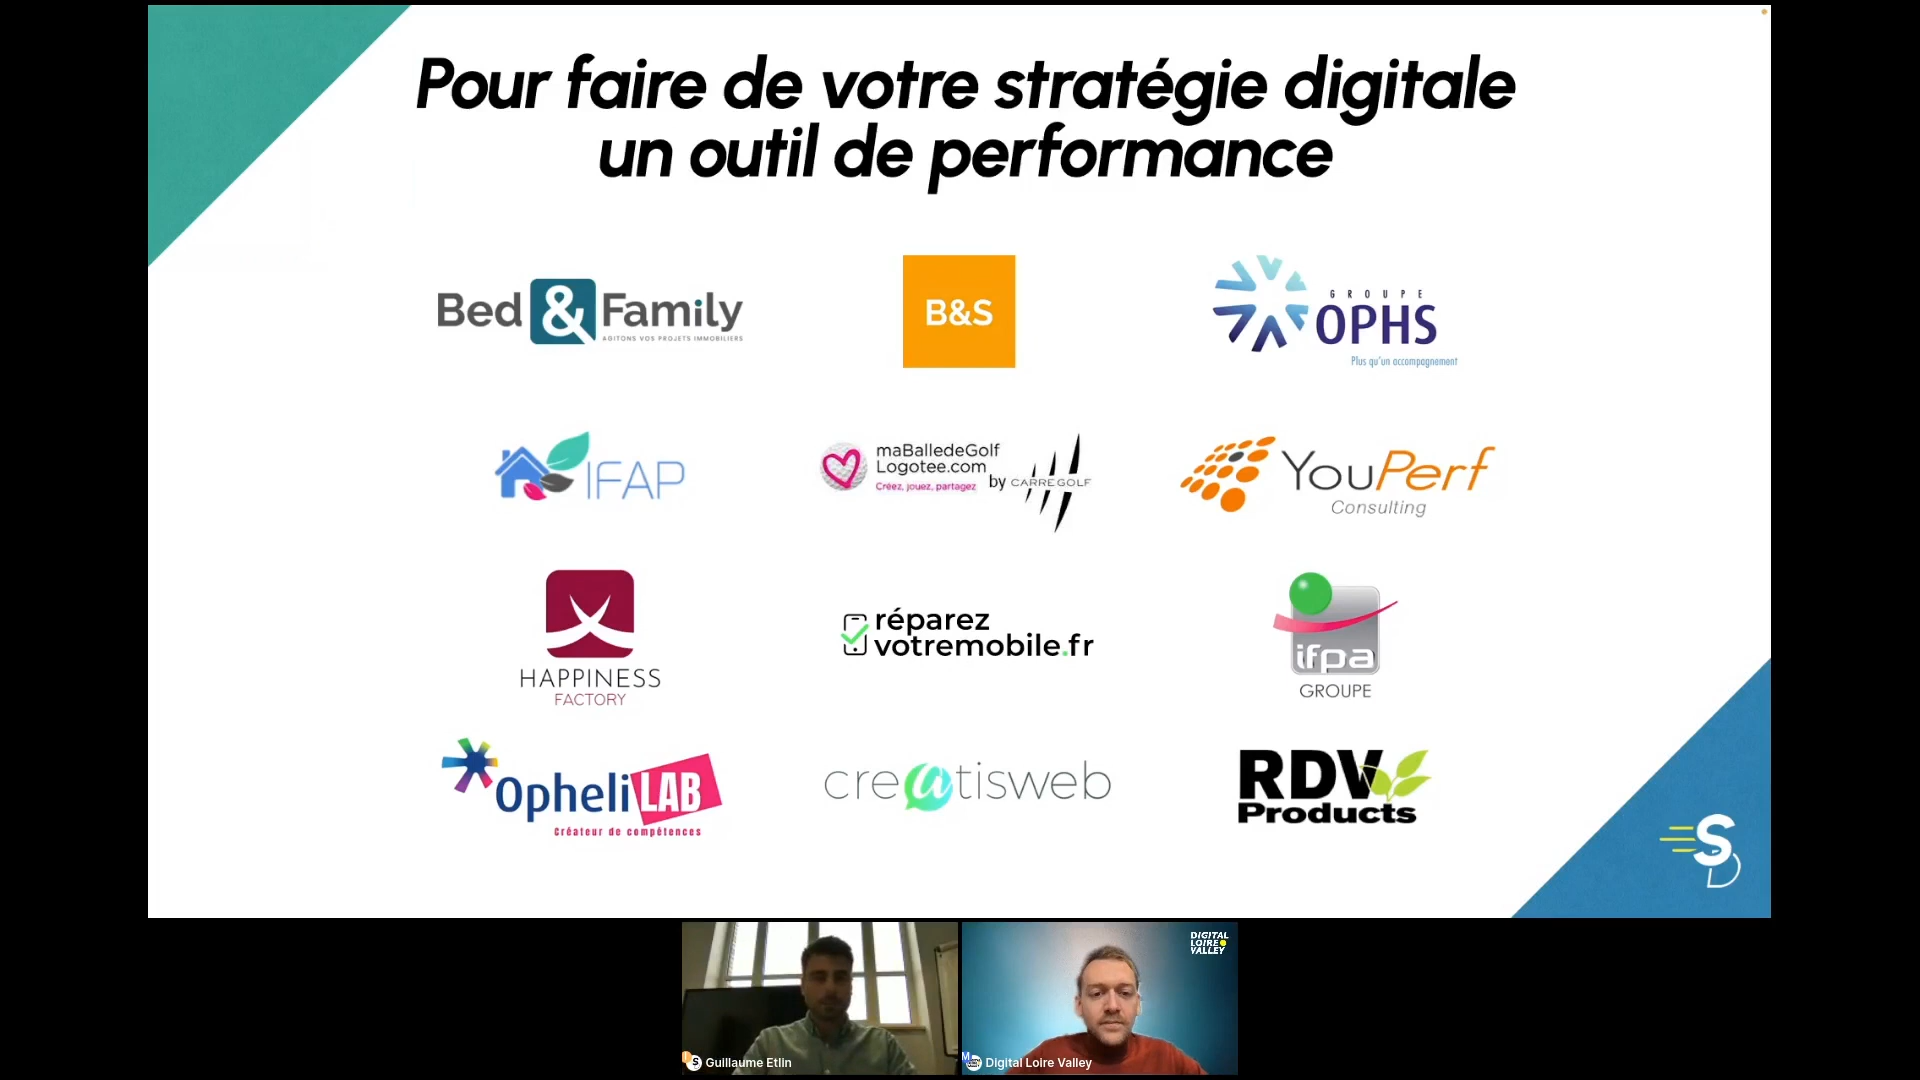 Pour faire de votre stratégie digitale
un outil de performance
Bed & Family
AGITONS VOS PROJETS IMMOBILIERS
B&S
GROUPE
OPHS
Plus qu'un accompagnement
IFAP
maBalledeGolf
Logotee.com
Créez, jouez, partagez
by CARREGOLF
YouPerf
Consulting
HAPPINESS
FACTORY
réparez
votremobile.fr
ifpa
GROUPE
OpheliLAB
Créateur de compétences
creatisweb
RDV
Products
SD
DIGITAL
LOIRE
VALLEY
S
Guillaume Etlin
Digital Loire Valley